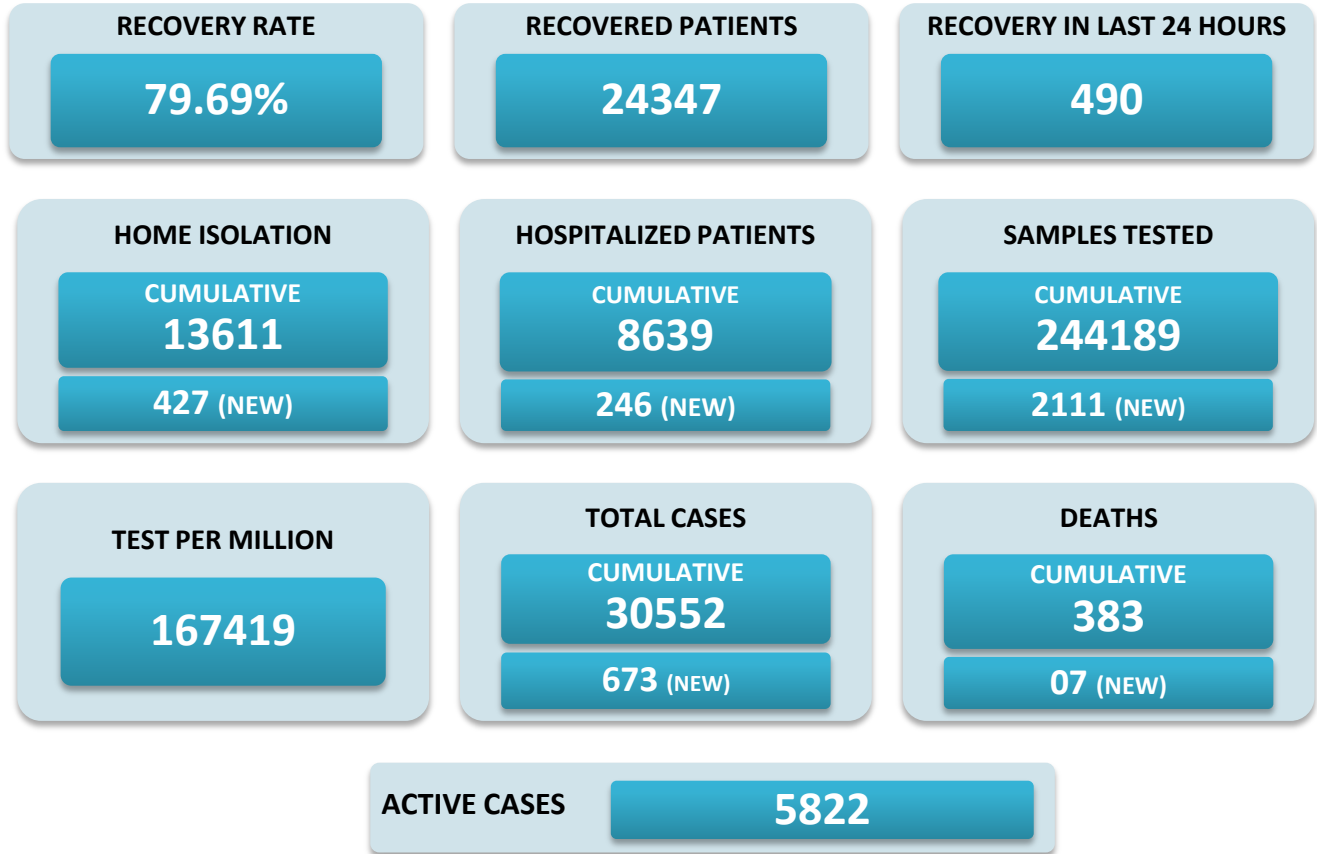 RECOVERY RATE
79.69%
RECOVERED PATIENTS
24347
RECOVERY IN LAST 24 HOURS
490
HOME ISOLATION
CUMULATIVE
13611
427 (NEW)
HOSPITALIZED PATIENTS
CUMULATIVE
8639
246 (NEW)
SAMPLES TESTED
CUMULATIVE
244189
2111 (NEW)
TEST PER MILLION
167419
TOTAL CASES
CUMULATIVE
30552
673 (NEW)
DEATHS
CUMULATIVE
383
07 (NEW)
ACTIVE CASES
5822